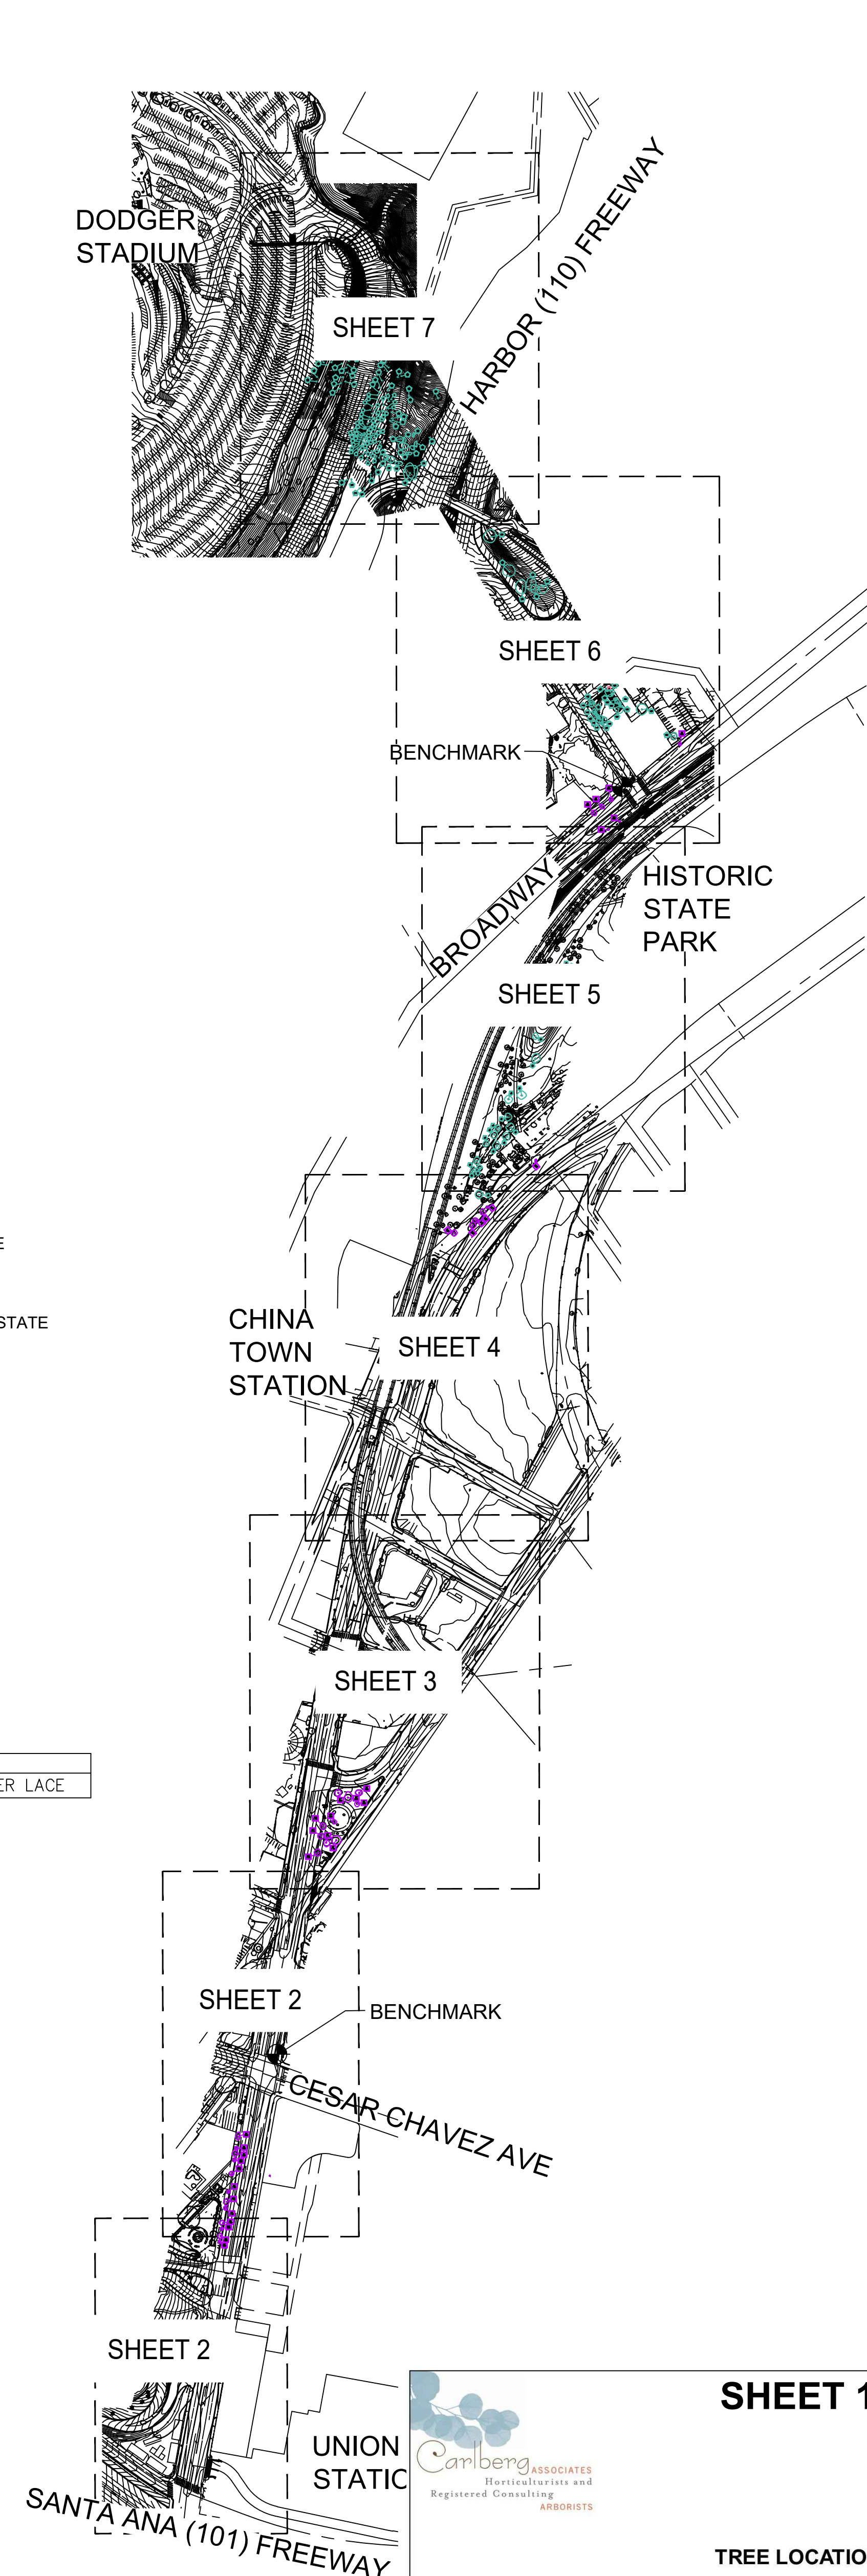 DODGER
STADIUM
SHEET 7
HARBOR (110) FREEWAY
SHEET 6
BENCHMARK
HISTORIC
STATE
PARK
BROADWAY
SHEET 5
E
STATE
CHINA
TOWN
STATION
SHEET 4
SHEET 3
ER LACE
SHEET 2
BENCHMARK
CESAR CHAVEZ AVE
SHEET 2
UNION
STATIO
SANTA ANA (101) FREEWAY
SHEET 1
Carlberg ASSOCIATES
Horticulturists and
Registered Consulting
ARBORISTS
TREE LOCATIO